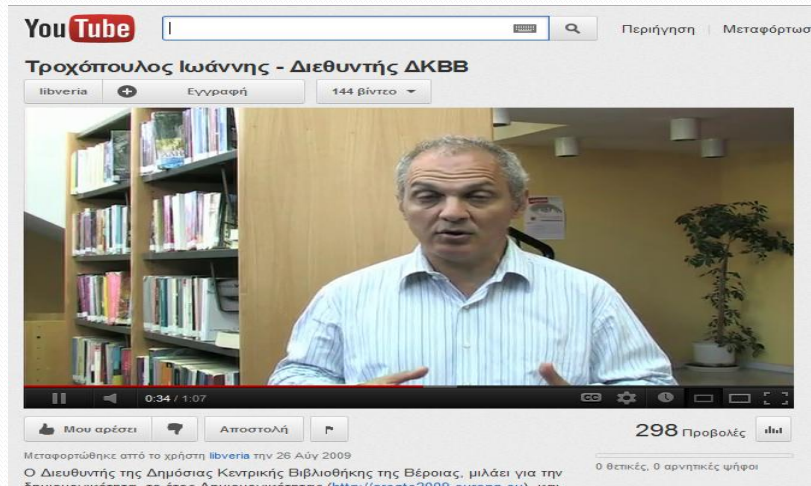 YouTube Περιήγηση Μεταφόρτωσ
Τροχόπουλος Ιωάννης - Διευθυντής ΔΚΒΒ
libveria Εγγραφή 144 βίντεο
0:34 / 1:07 CC
Μου αρέσει Αποστολή 298 Προβολές
Μεταφορτώθηκε από το χρήστη libveria την 26 Αύγ 2009
0 θετικές, 0 αρνητικές ψήφοι
Ο Διευθυντής της Δημόσιας Κεντρικής Βιβλιοθήκης της Βέροιας, μιλάει για την